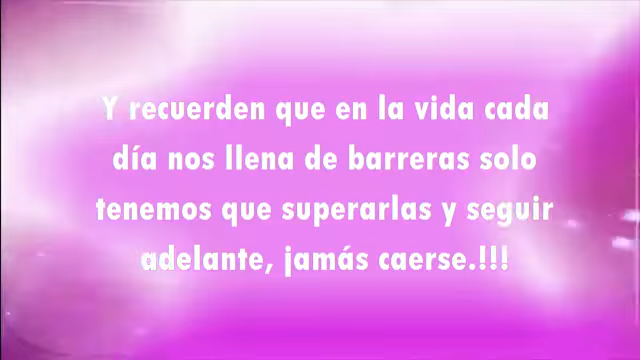 Y recuerden que en la vida cada
día nos llena de barreras solo
tenemos que superarlas y seguir
adelante, jamás caerse.!!!